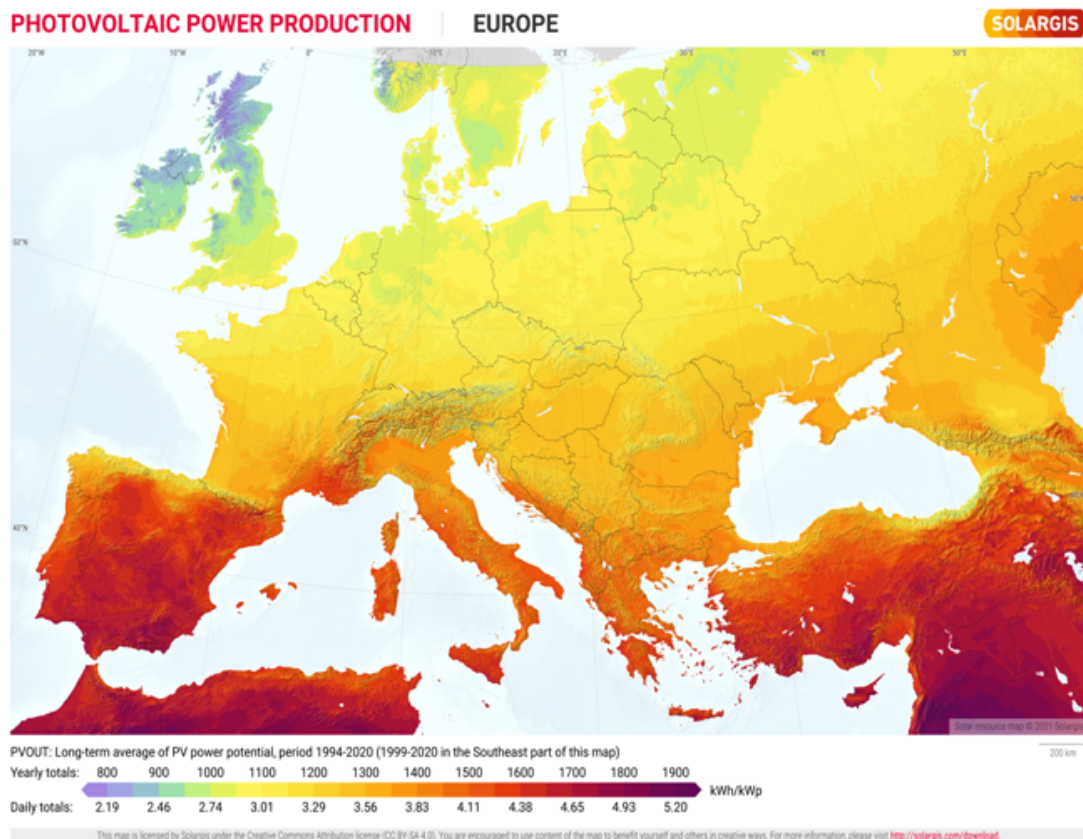 PHOTOVOLTAIC POWER PRODUCTION EUROPE SOLARGIS
20°W 10°W 0° 10°E 20°E 30°E 40°E 50°E
50°N
50°N
40°N
Solar resource map © 2021 Solargis
PVOUT: Long-term average of PV power potential, period 1994-2020 (1999-2020 in the Southeast part of this map)
200 km
Yearly totals: 800 900 1000 1100 1200 1300 1400 1500 1600 1700 1800 1900
kWh/kWp
Daily totals: 2.19 2.46 2.74 3.01 3.29 3.56 3.83 4.11 4.38 4.65 4.93 5.20
This map is licensed by Solargis under the Creative Commons Attribution license (CC BY-SA 4.0). You are encouraged to use content of the map to benefit yourself and others in creative ways. For more information, please visit http://solargis.com/download.